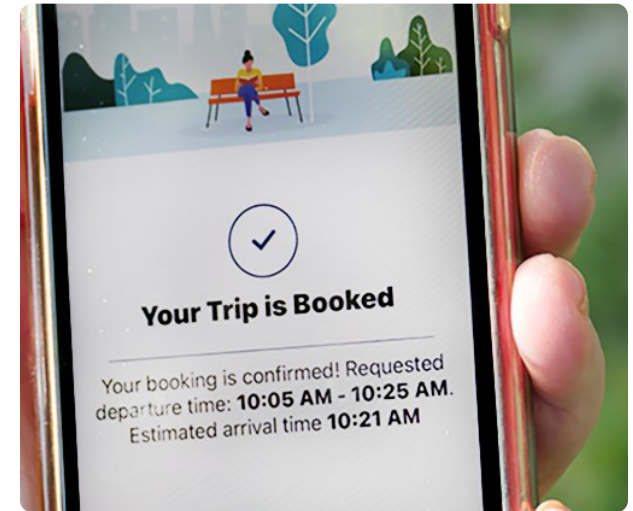 Your Trip is Booked
Your booking is confirmed! Requested
departure time: 10:05 AM - 10:25 AM.
Estimated arrival time 10:21 AM